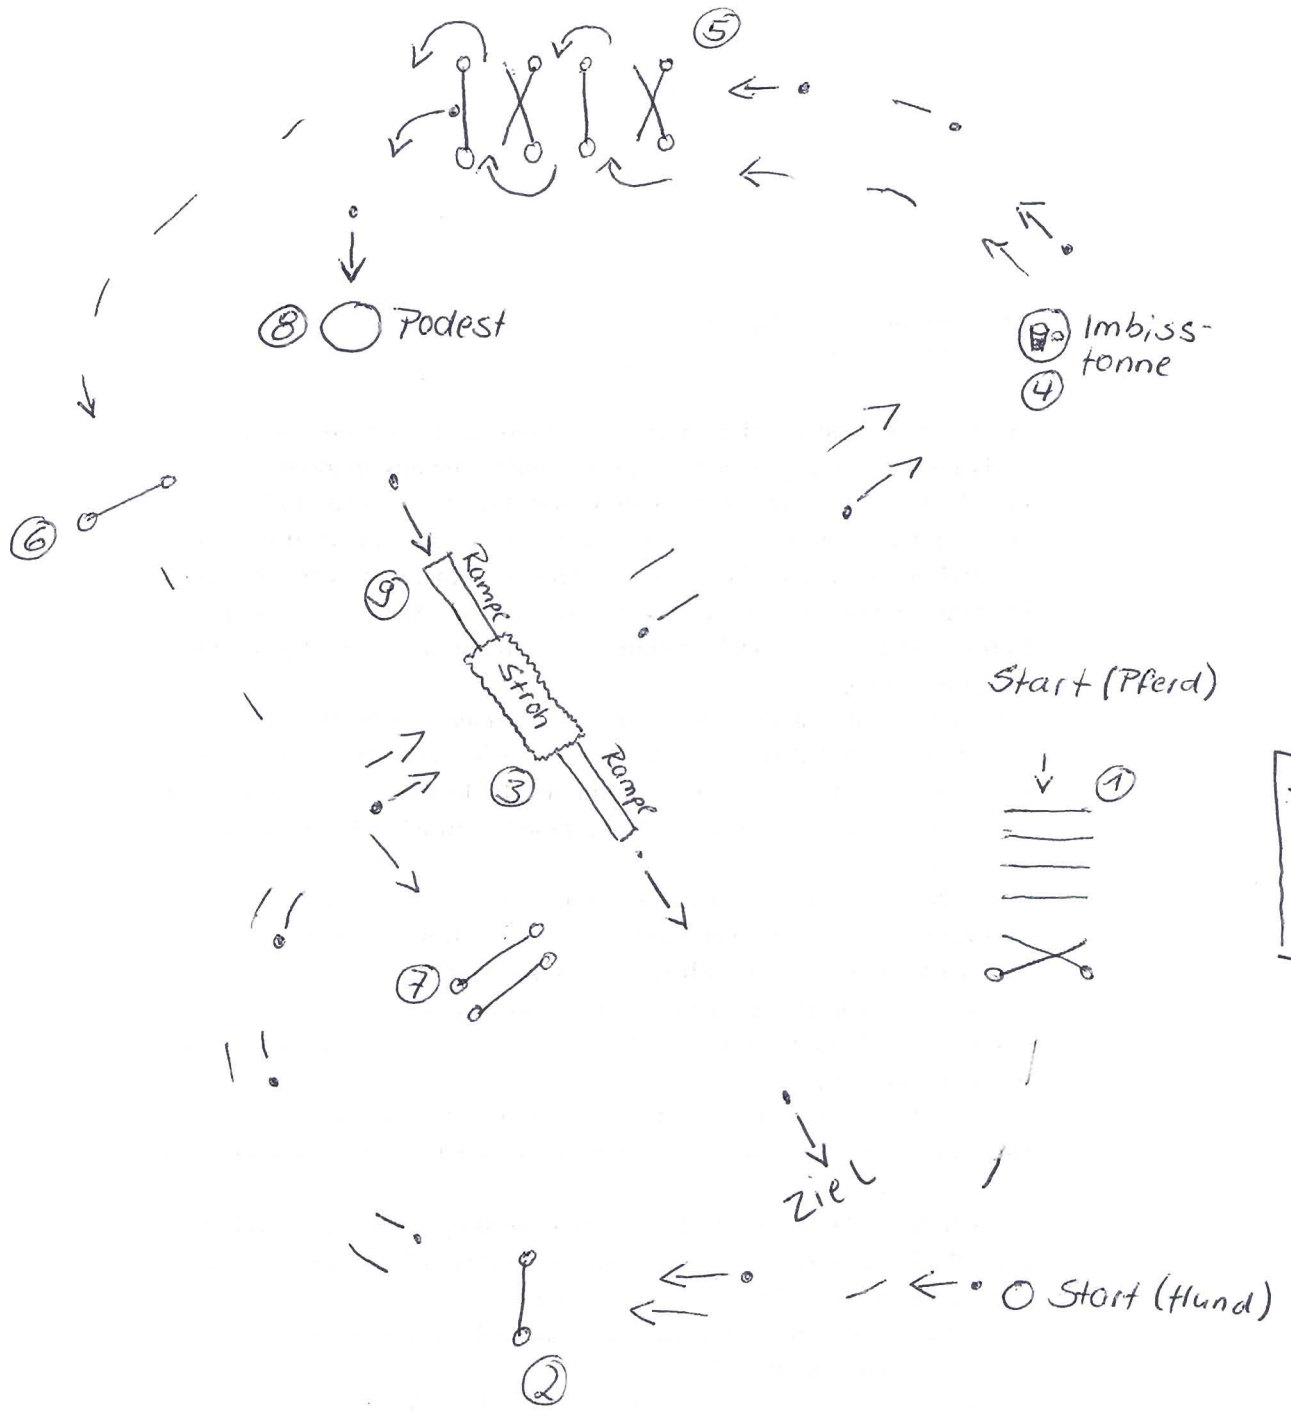 5
8 Podest
Imbiss-
tonne
4
6
9
Rampe
Stroh
Rampe
3
Start (Pferd)
1
7
Ziel
Start (Hund)
2